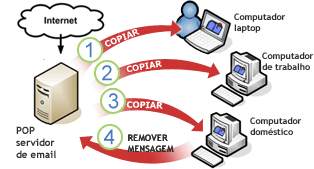 Internet
1 COPIAR
Computador
laptop
2 COPIAR
Computador
de trabalho
3 COPIAR
Computador
doméstico
4 REMOVER
MENSAGEM
POP
servidor
de email